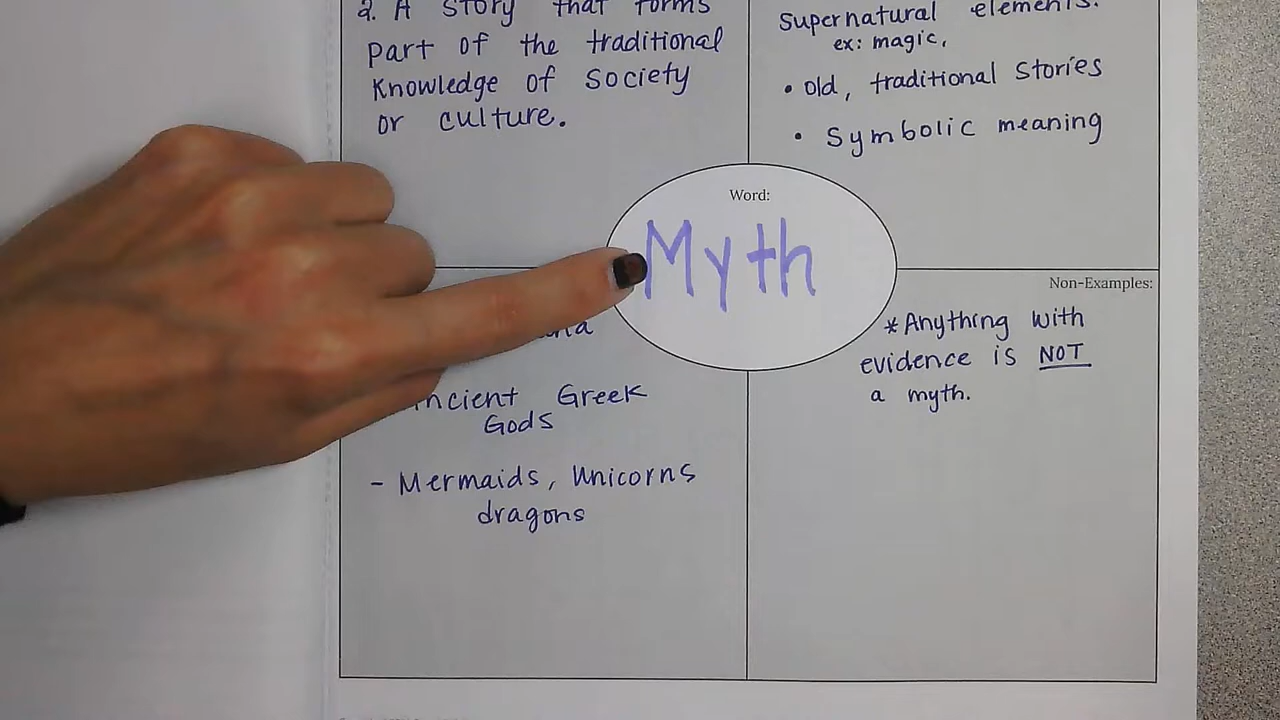 2. A story that forms
part of the traditional
knowledge of society
or culture.
Supernatural elements.
ex: magic,
• Old, traditional stories
• Symbolic meaning
Word:
Myth
Ancient Greek
Gods
- Mermaids, Unicorns
dragons
Non-Examples:
*Anything with
evidence is NOT
a myth.